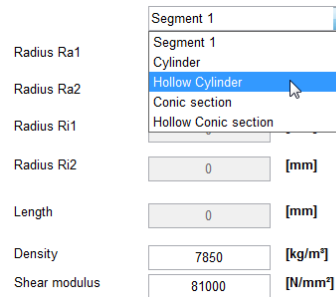 Segment 1
Segment 1
Radius Ra1
Cylinder
Hollow Cylinder
Radius Ra2
Conic section
Hollow Conic section
Radius Ri1
Radius Ri2 0 [mm]
Length 0 [mm]
Density 7850 [kg/m³]
Shear modulus 81000 [N/mm²]